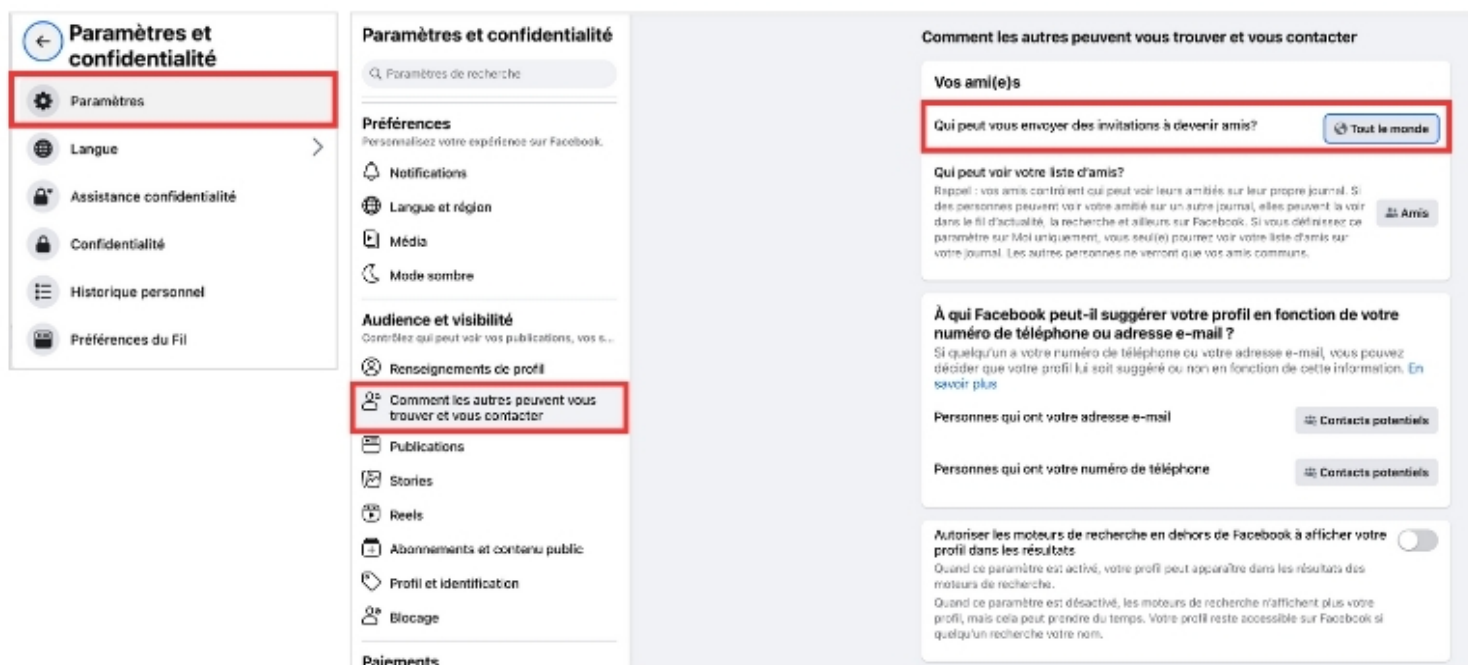 Paramètres et
confidentialité
Paramètres
Langue
Assistance confidentialité
Confidentialité
Historique personnel
Préférences du Fil
Paramètres et confidentialité
Paramètres de recherche
Préférences
Personnalisez votre expérience sur Facebook.
Notifications
Langue et région
Média
Mode sombre
Audience et visibilité
Contrôlez qui peut voir vos publications, vos s...
Renseignements de profil
Comment les autres peuvent vous
trouver et vous contacter
Publications
Stories
Reels
Abonnements et contenu public
Profil et identification
Blocage
Paiements
Comment les autres peuvent vous trouver et vous contacter
Vos ami(e)s
Qui peut vous envoyer des invitations à devenir amis?
Tout le monde
Qui peut voir votre liste d'amis?
Rappel : vos amis contrôlent qui peut voir leurs amitiés sur leur propre journal. Si
des personnes peuvent voir votre amitié sur un autre journal, elles peuvent la voir
dans le fil d'actualité, la recherche et ailleurs sur Facebook. Si vous définissez ce
paramètre sur Moi uniquement, vous seul(e) pourrez voir votre liste d'amis sur
votre journal. Les autres personnes ne verront que vos amis communs.
Amis
À qui Facebook peut-il suggérer votre profil en fonction de votre
numéro de téléphone ou adresse e-mail ?
Si quelqu'un a votre numéro de téléphone ou votre adresse e-mail, vous pouvez
décider que votre profil lui soit suggéré ou non en fonction de cette information. En
savoir plus
Personnes qui ont votre adresse e-mail
Contacts potentiels
Personnes qui ont votre numéro de téléphone
Contacts potentiels
Autoriser les moteurs de recherche en dehors de Facebook à afficher votre
profil dans les résultats
Quand ce paramètre est activé, votre profil peut apparaître dans les résultats des
moteurs de recherche.
Quand ce paramètre est désactivé, les moteurs de recherche n'affichent plus votre
profil, mais cela peut prendre du temps. Votre profil reste accessible sur Facebook si
quelqu'un recherche votre nom.